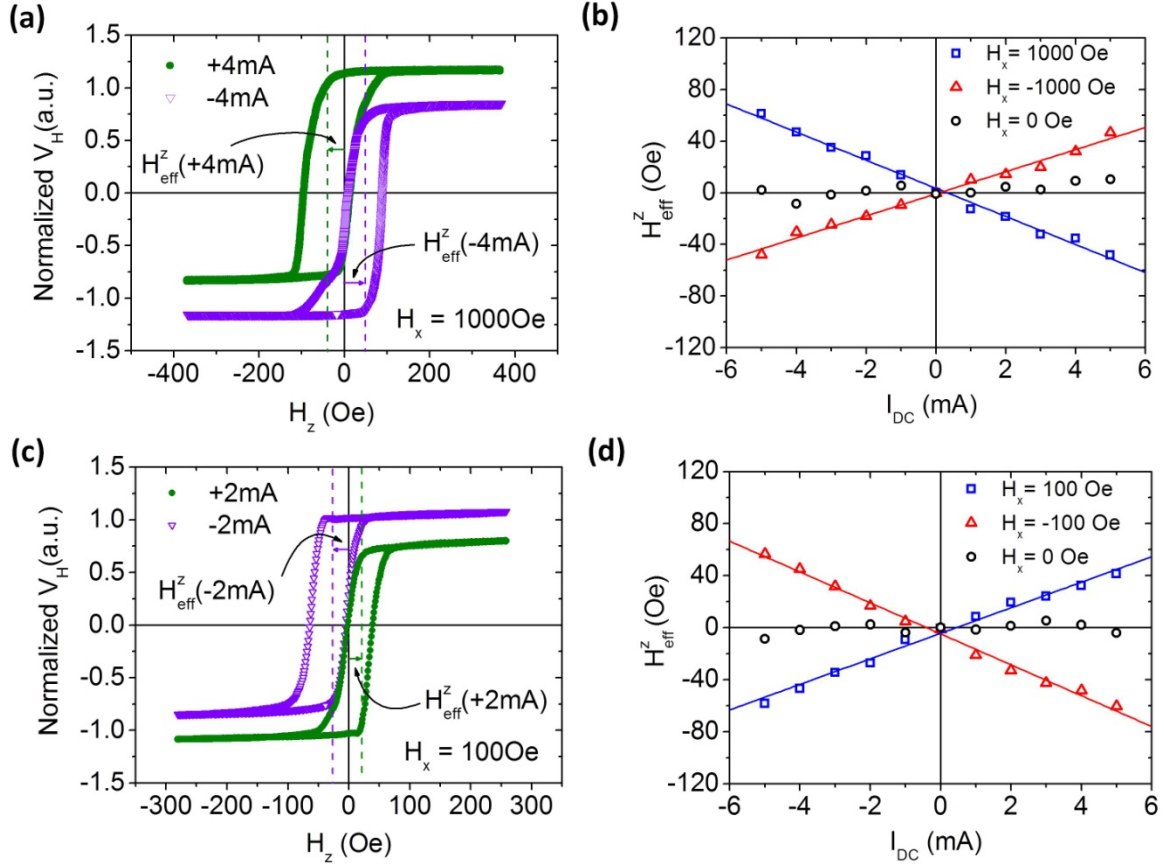 (a)
1.5
1.0
0.5
0.0
-0.5
-1.0
-1.5
Normalized V_H(a.u.)
+4mA
-4mA
H^z_eff(+4mA)
H^z_eff(-4mA)
H_x = 1000Oe
-400 -200 0 200 400
H_z (Oe)
(b)
120
80
40
0
-40
-80
-120
H^z_eff (Oe)
H_x= 1000 Oe
H_x= -1000 Oe
H_x= 0 Oe
-6 -4 -2 0 2 4 6
I_DC (mA)
(c)
1.5
1.0
0.5
0.0
-0.5
-1.0
-1.5
Normalized V_H(a.u.)
+2mA
-2mA
H^z_eff(-2mA)
H^z_eff(+2mA)
H_x = 100Oe
-300 -200 -100 0 100 200 300
H_z (Oe)
(d)
120
80
40
0
-40
-80
-120
H^z_eff (Oe)
H_x= 100 Oe
H_x= -100 Oe
H_x= 0 Oe
-6 -4 -2 0 2 4 6
I_DC (mA)